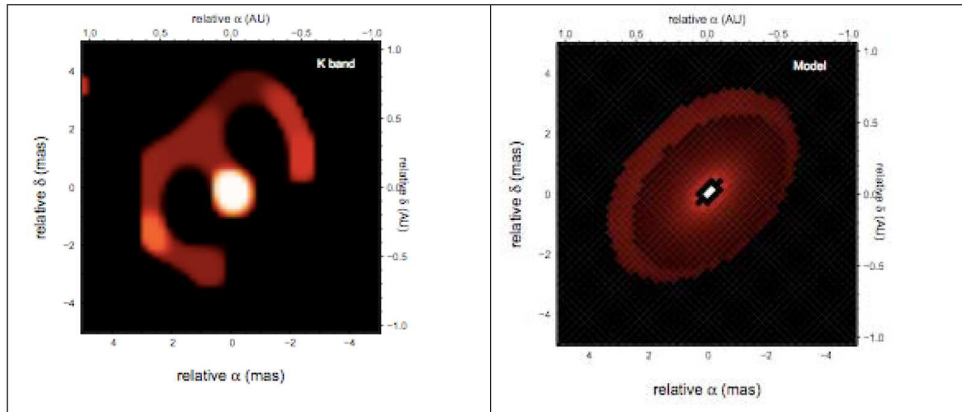 relative α (AU)
1.0 0.5 0.0 −0.5 −1.0
K band
4
2
0
−2
−4
relative δ (mas)
1.0
0.5
0.0
−0.5
−1.0
relative δ (AU)
4 2 0 −2 −4
relative α (mas)
relative α (AU)
1.0 0.5 0.0 −0.5 −1.0
Model
4
2
0
−2
−4
relative δ (mas)
1.0
0.5
0.0
−0.5
−1.0
relative δ (AU)
4 2 0 −2 −4
relative α (mas)